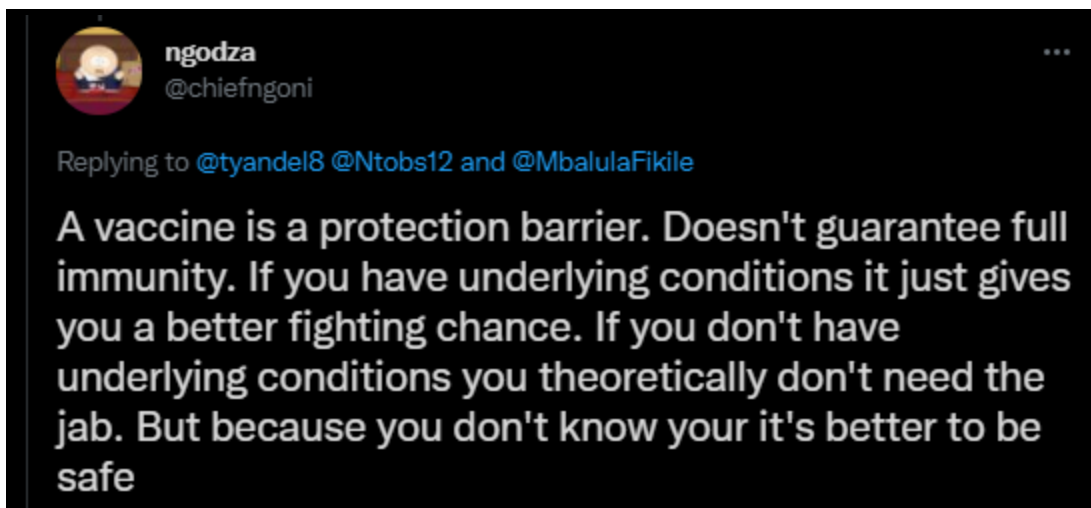 ngodza
@chiefngoni
Replying to @tyandel8 @Ntobs12 and @MbalulaFikile
A vaccine is a protection barrier. Doesn't guarantee full
immunity. If you have underlying conditions it just gives
you a better fighting chance. If you don't have
underlying conditions you theoretically don't need the
jab. But because you don't know your it's better to be
safe